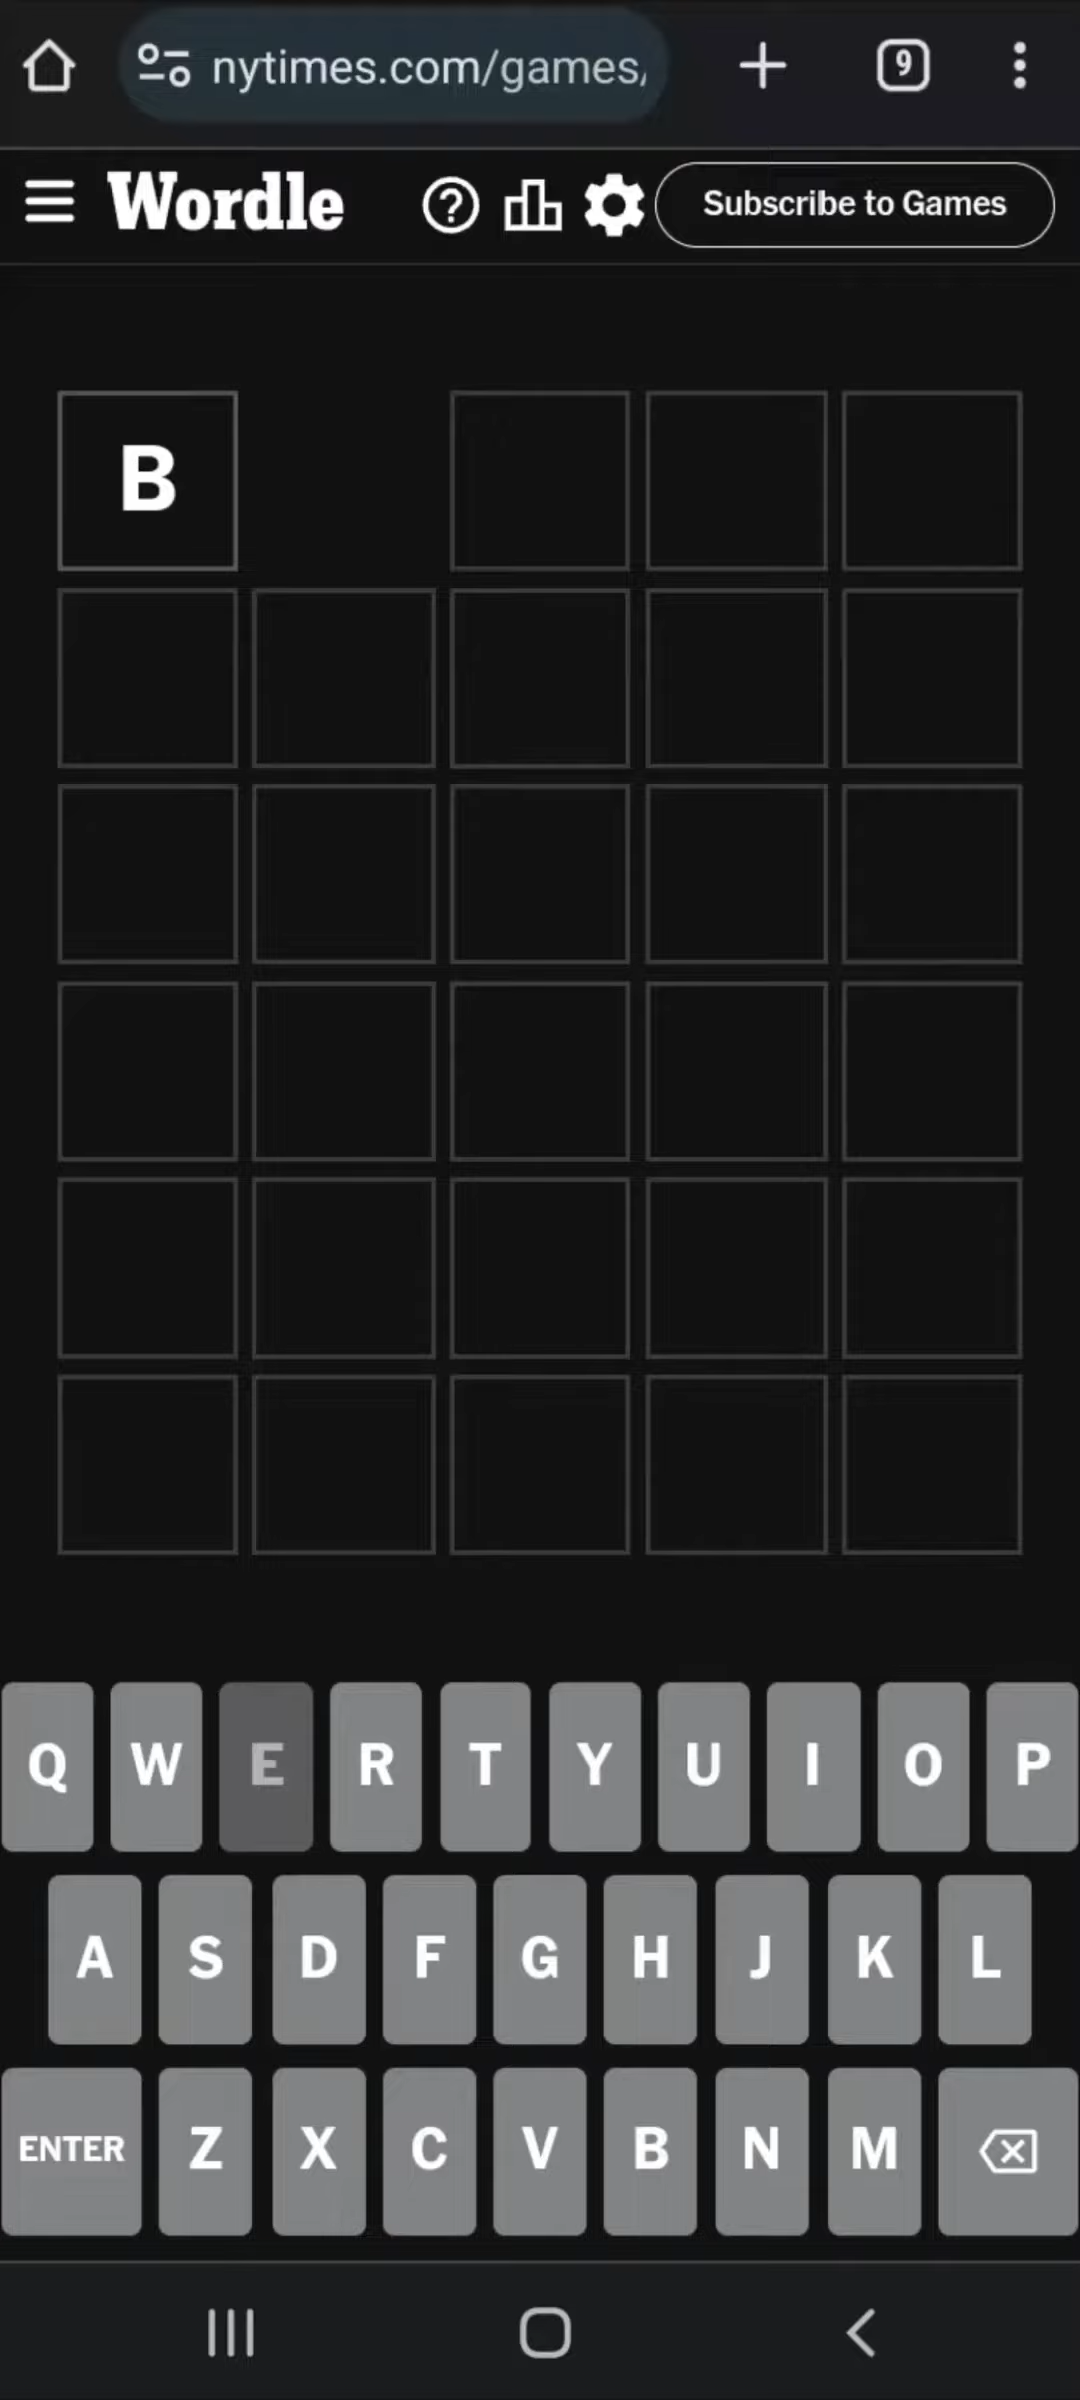 nytimes.com/games/
9
Wordle
?
Subscribe to Games
B
Q W E R T Y U I O P
A S D F G H J K L
ENTER Z X C V B N M